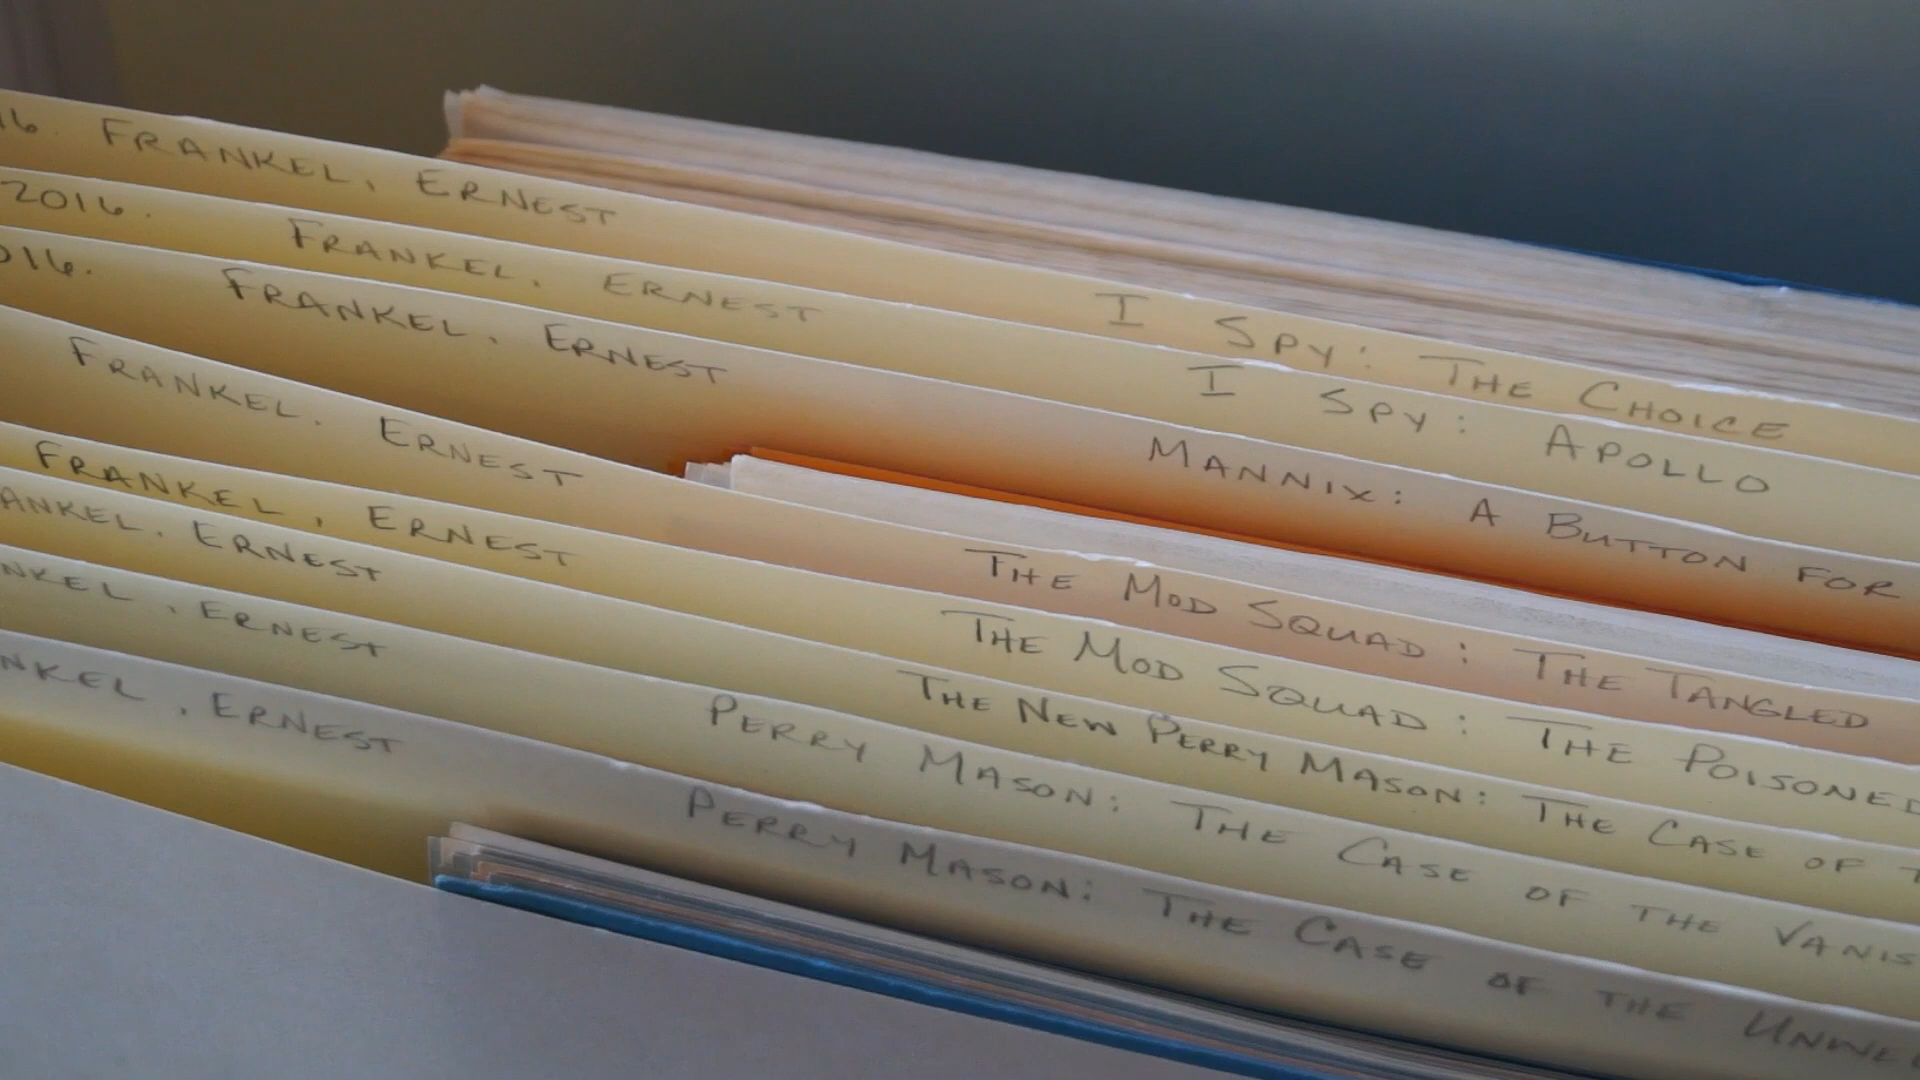 16. FRANKEL, ERNEST I SPY: THE CHOICE
2016. FRANKEL, ERNEST I SPY: APOLLO
016. FRANKEL, ERNEST MANNIX: A BUTTON FOR
FRANKEL, ERNEST THE MOD SQUAD: THE TANGLED
FRANKEL, ERNEST THE MOD SQUAD: THE POISONED
ANKEL, ERNEST THE NEW PERRY MASON: THE CASE OF T
NKEL, ERNEST PERRY MASON: THE CASE OF THE VANIS
NKEL, ERNEST PERRY MASON: THE CASE OF THE UNWE